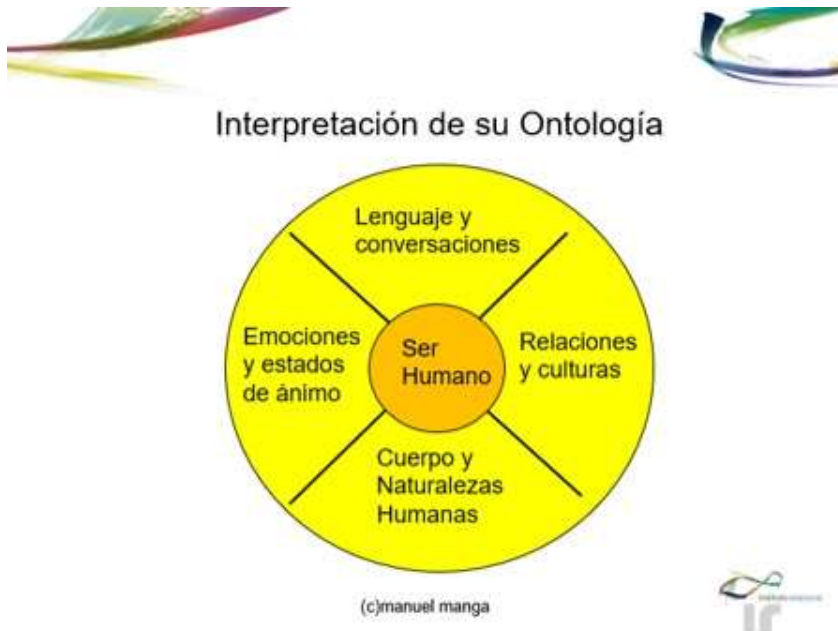 Interpretación de su Ontología
Lenguaje y
conversaciones
Emociones
y estados
de ánimo
Ser
Humano
Relaciones
y culturas
Cuerpo y
Naturalezas
Humanas
(c)manuel manga